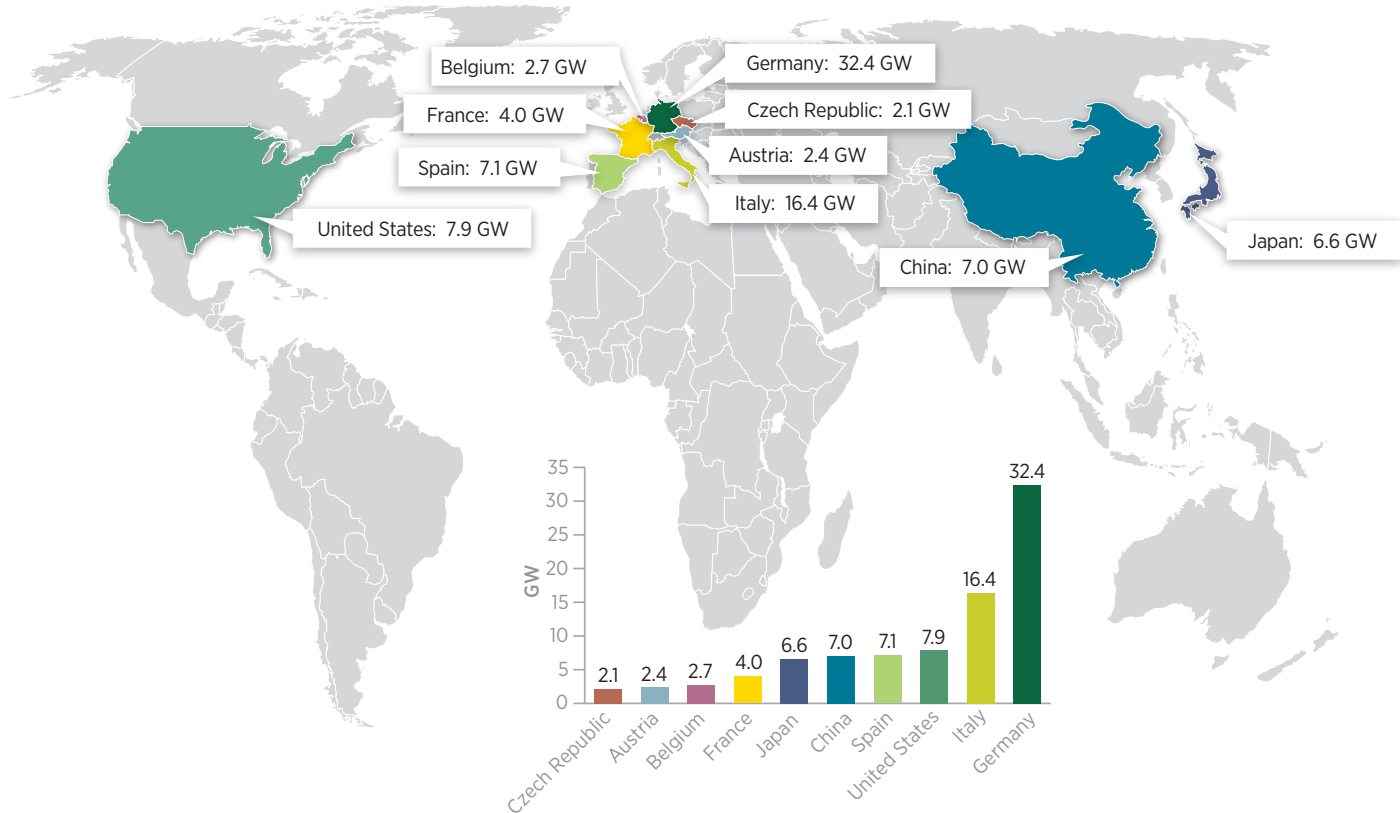 Belgium: 2.7 GW
Germany: 32.4 GW
France: 4.0 GW
Czech Republic: 2.1 GW
Spain: 7.1 GW
Austria: 2.4 GW
Italy: 16.4 GW
United States: 7.9 GW
China: 7.0 GW
Japan: 6.6 GW
GW
35
30
25
20
15
10
5
0
2.1
2.4
2.7
4.0
6.6
7.0
7.1
7.9
16.4
32.4
Czech Republic
Austria
Belgium
France
Japan
China
Spain
United States
Italy
Germany